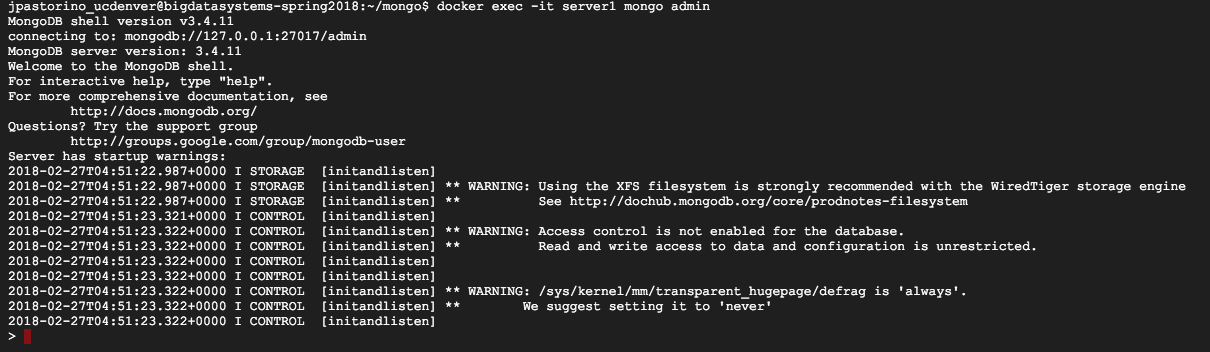 jpastorino_ucdenver@bigdatasystems-spring2018:~/mongo$ docker exec -it server1 mongo admin
MongoDB shell version v3.4.11
connecting to: mongodb://127.0.0.1:27017/admin
MongoDB server version: 3.4.11
Welcome to the MongoDB shell.
For interactive help, type "help".
For more comprehensive documentation, see
        http://docs.mongodb.org/
Questions? Try the support group
        http://groups.google.com/group/mongodb-user
Server has startup warnings:
2018-02-27T04:51:22.987+0000 I STORAGE  [initandlisten]
2018-02-27T04:51:22.987+0000 I STORAGE  [initandlisten] ** WARNING: Using the XFS filesystem is strongly recommended with the WiredTiger storage engine
2018-02-27T04:51:22.987+0000 I STORAGE  [initandlisten] **          See http://dochub.mongodb.org/core/prodnotes-filesystem
2018-02-27T04:51:23.321+0000 I CONTROL  [initandlisten]
2018-02-27T04:51:23.322+0000 I CONTROL  [initandlisten] ** WARNING: Access control is not enabled for the database.
2018-02-27T04:51:23.322+0000 I CONTROL  [initandlisten] **          Read and write access to data and configuration is unrestricted.
2018-02-27T04:51:23.322+0000 I CONTROL  [initandlisten]
2018-02-27T04:51:23.322+0000 I CONTROL  [initandlisten]
2018-02-27T04:51:23.322+0000 I CONTROL  [initandlisten] ** WARNING: /sys/kernel/mm/transparent_hugepage/defrag is 'always'.
2018-02-27T04:51:23.322+0000 I CONTROL  [initandlisten] **        We suggest setting it to 'never'
2018-02-27T04:51:23.322+0000 I CONTROL  [initandlisten]
>